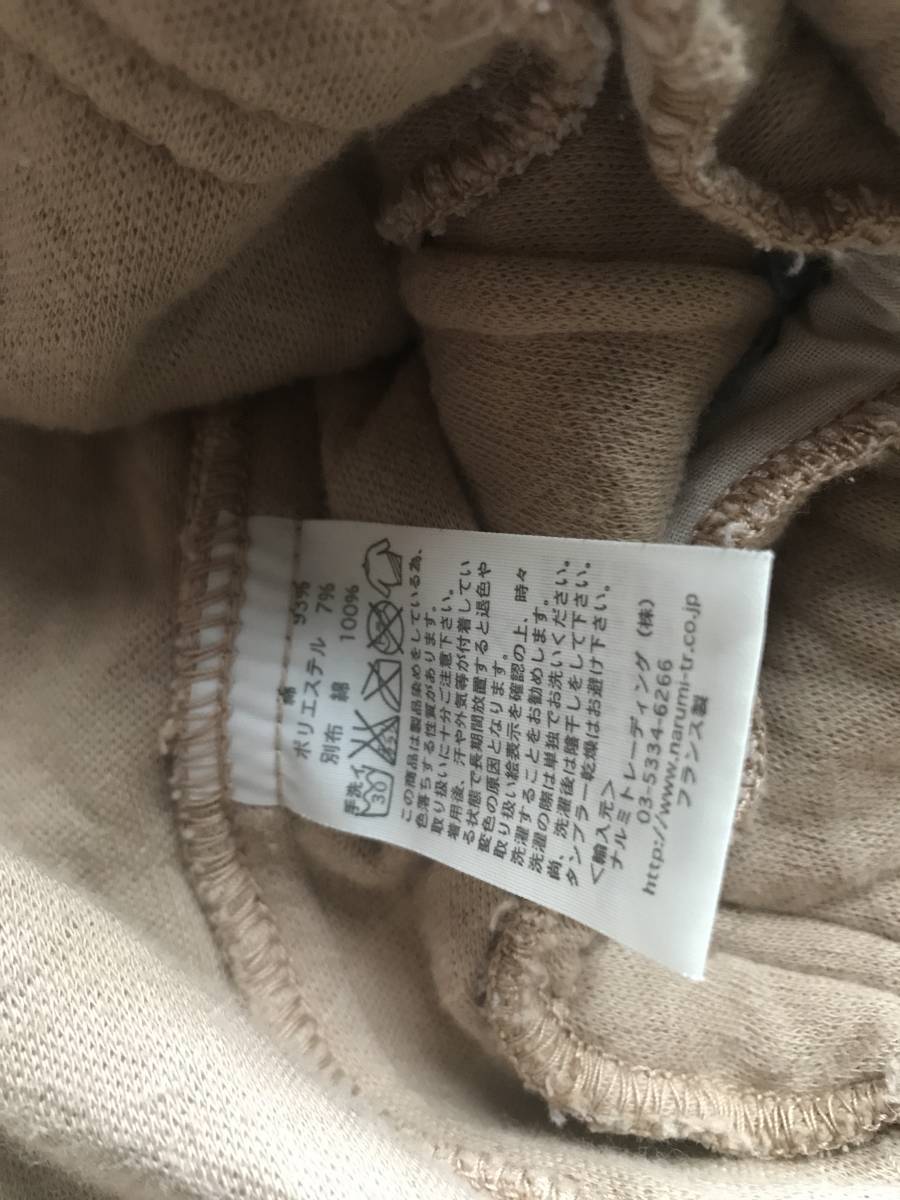 綿 93%
ポリエステル 7%
別布 綿 100%
手洗イ 30
この商品は製品染めをしている為、
色落ちする性質があります。
取り扱いに十分ご注意下さい。
着用後、汗や外気等が付着してい
る状態で長期間放置すると退色や
変色の原因となります。
取り扱い絵表示を確認の上、時々
洗濯することをお勧めします。
洗濯の際は単独でお洗いください。
尚、洗濯後は陰干しをして下さい。
タンブラー乾燥はお避け下さい。
<輸入元>
ナルミトレーディング(株)
03-5334-6266
http://www.narumi-tr.co.jp
フランス製